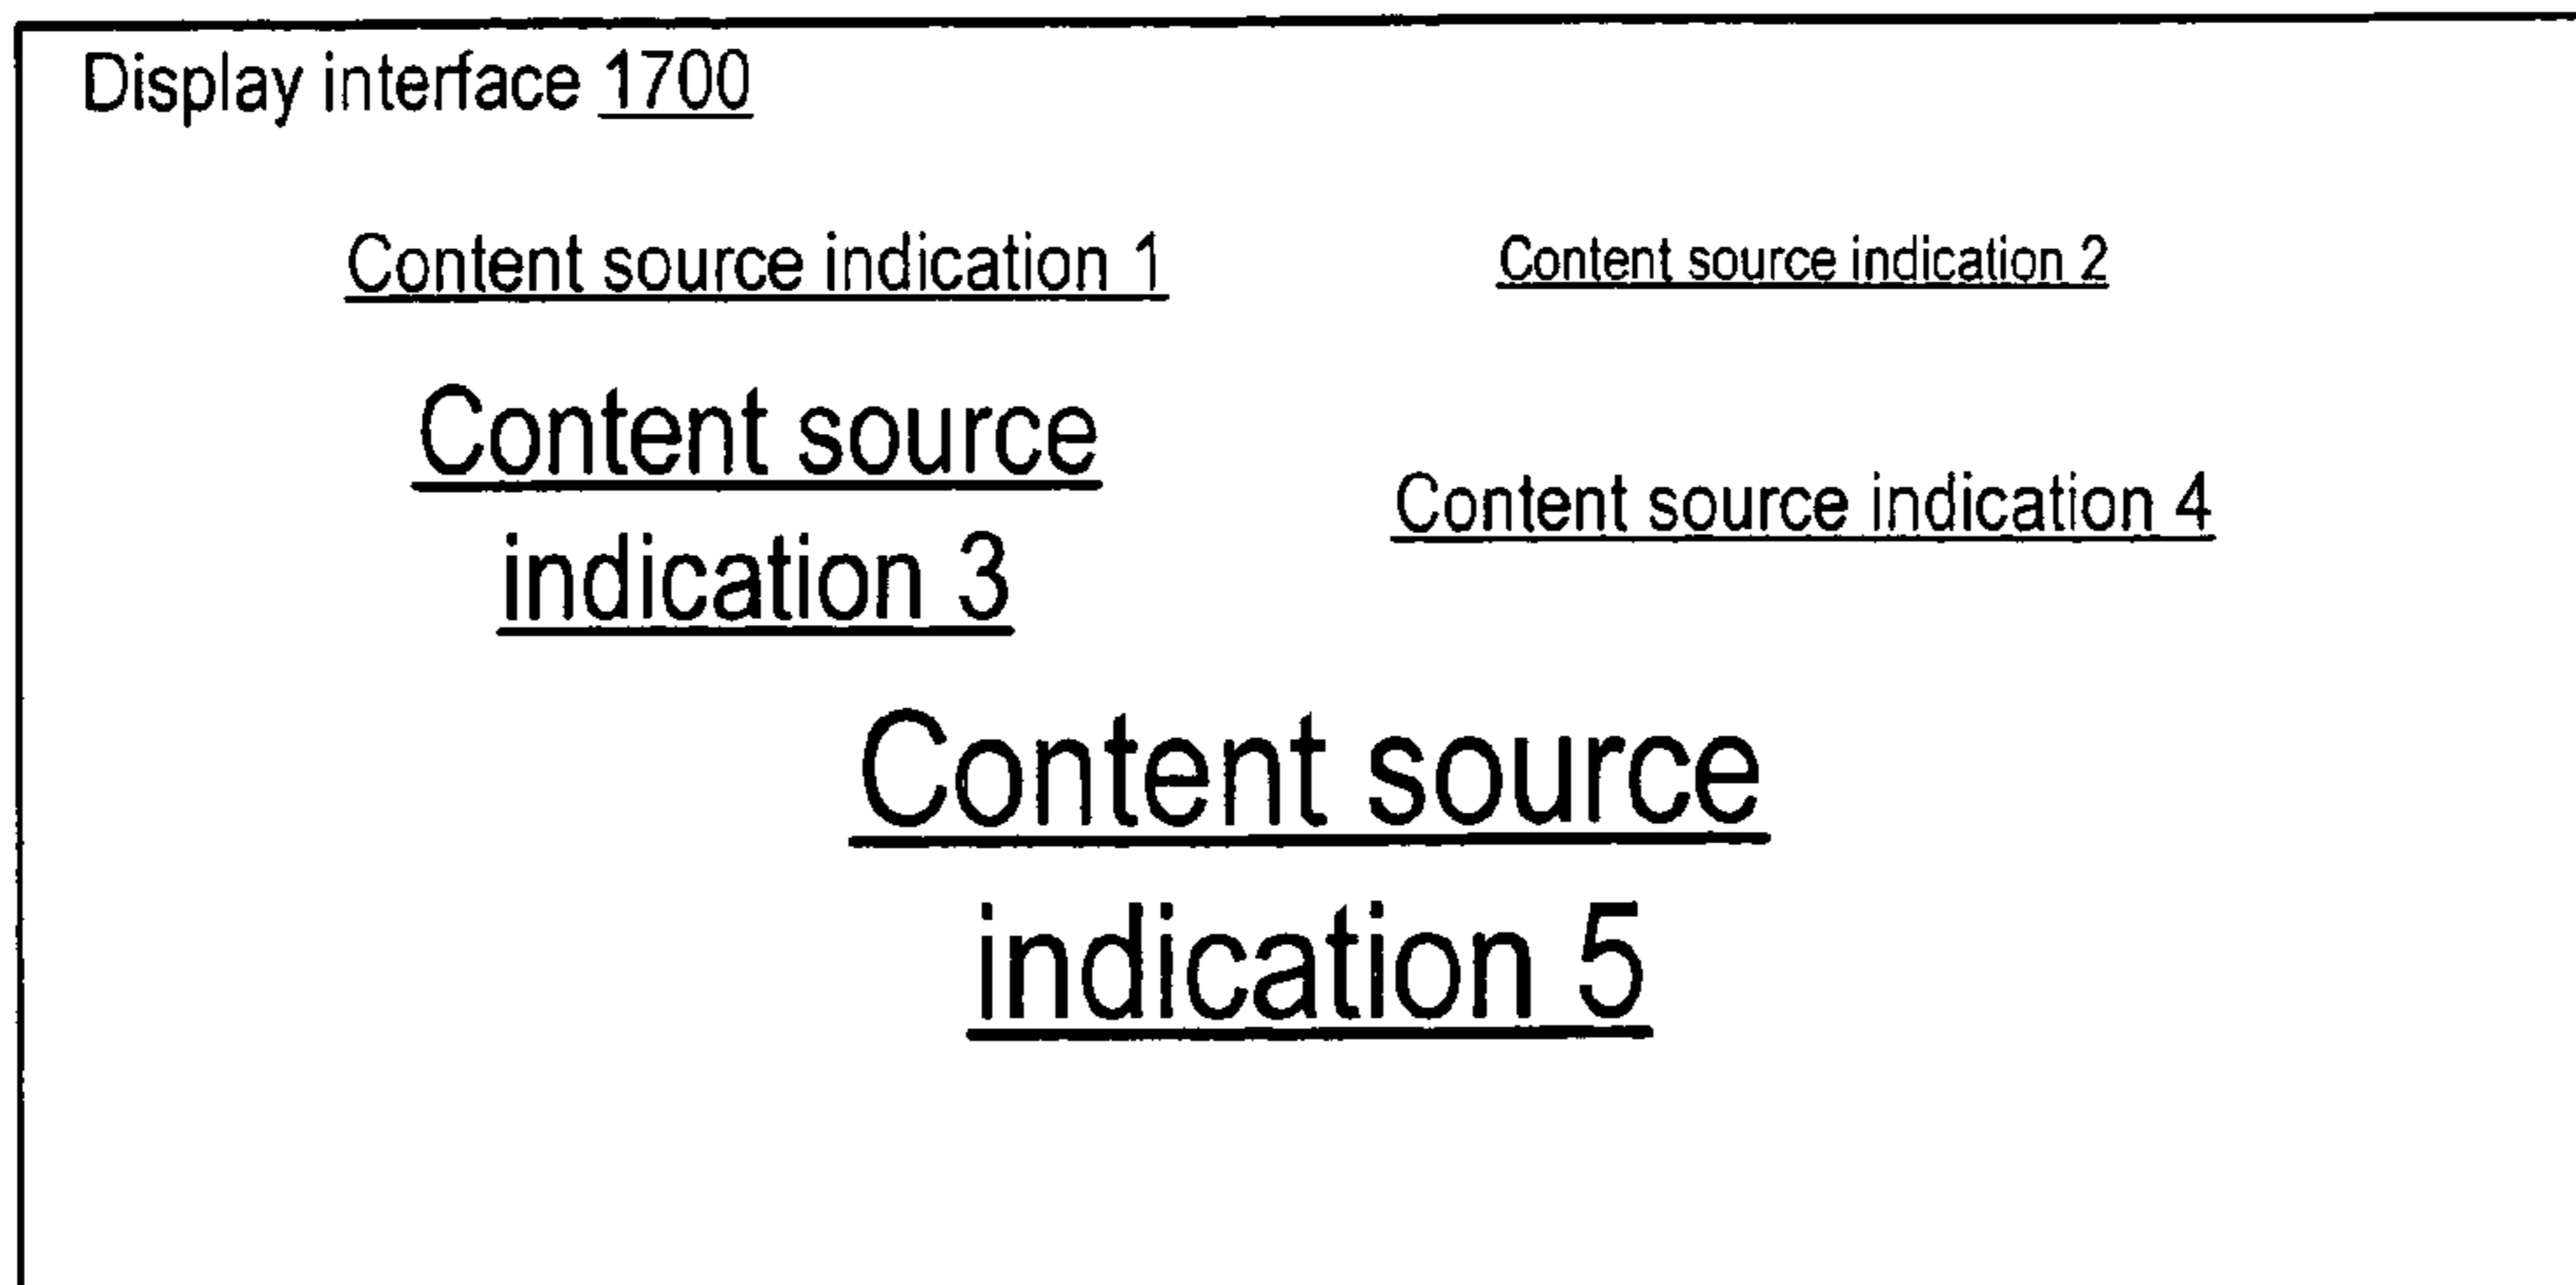 Display interface 1700
Content source indication 1
Content source indication 2
Content source
indication 3
Content source indication 4
Content source
indication 5